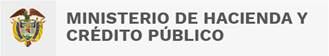 MINISTERIO DE HACIENDA Y
CRÉDITO PÚBLICO